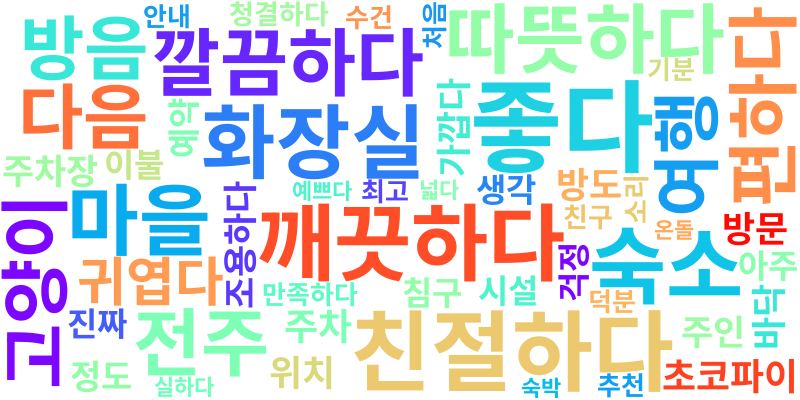 안내
청결하다
수건
처음
따뜻하다
방음
깔끔하다
기분
편하다
다음
예약
화장실
가깝다
좋다
여행
주차장
이불
예쁘다
최고
넓다
생각
방도
소리
마을
조용하다
깨끗하다
친구
온돌
방문
고양이
귀엽다
걱정
숙소
아주
만족하다
침구
시설
덕분
바닥
진짜
전주
주차
친절하다
주인
정도
실하다
위치
숙박
추천
초코파이